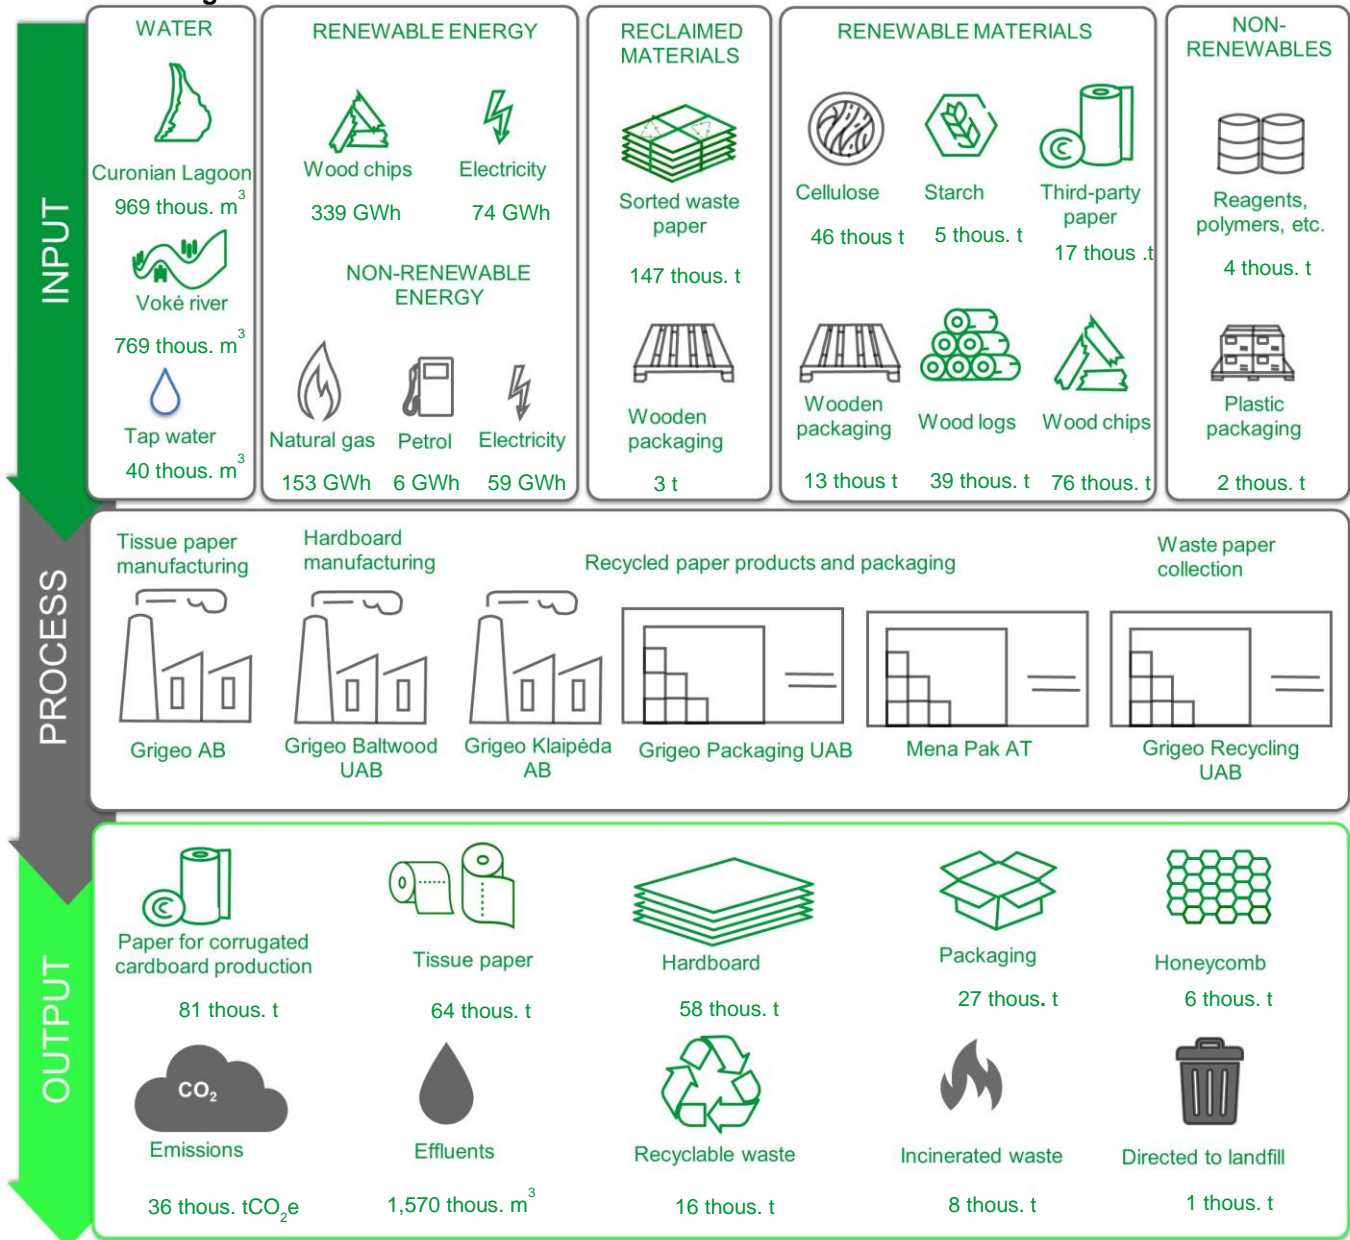 INPUT
WATER
Curonian Lagoon
969 thous. m³
Vokė river
769 thous. m³
Tap water
40 thous. m³
RENEWABLE ENERGY
Wood chips
Electricity
339 GWh
74 GWh
NON-RENEWABLE
ENERGY
Natural gas
Petrol
Electricity
153 GWh
6 GWh
59 GWh
RECLAIMED
MATERIALS
Sorted waste
paper
147 thous. t
Wooden
packaging
3 t
RENEWABLE MATERIALS
Cellulose
Starch
Third-party
paper
46 thous t
5 thous. t
17 thous .t
Wooden
packaging
Wood logs
Wood chips
13 thous t
39 thous. t
76 thous. t
NON-
RENEWABLES
Reagents,
polymers, etc.
4 thous. t
Plastic
packaging
2 thous. t
PROCESS
Tissue paper
manufacturing
Hardboard
manufacturing
Recycled paper products and packaging
Waste paper
collection
Grigeo AB
Grigeo Baltwood
UAB
Grigeo Klaipėda
AB
Grigeo Packaging UAB
Mena Pak AT
Grigeo Recycling
UAB
OUTPUT
Paper for corrugated
cardboard production
Tissue paper
Hardboard
Packaging
Honeycomb
81 thous. t
64 thous. t
58 thous. t
27 thous. t
6 thous. t
CO₂
Emissions
Effluents
Recyclable waste
Incinerated waste
Directed to landfill
36 thous. tCO₂e
1,570 thous. m³
16 thous. t
8 thous. t
1 thous. t